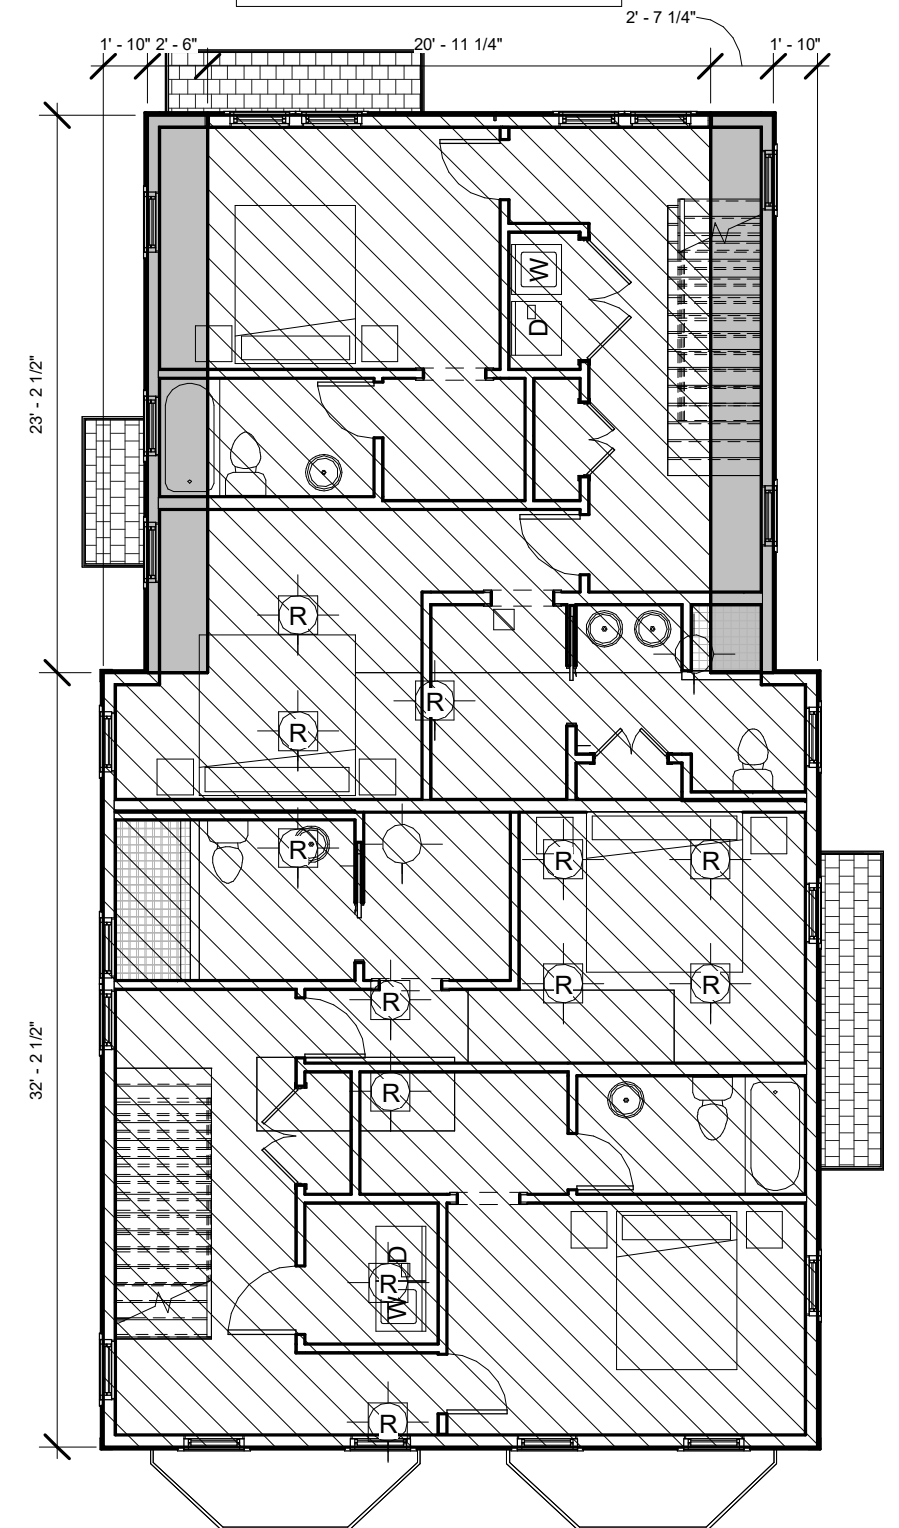 2' - 7 1/4"
1' - 10"
2' - 6"
20' - 11 1/4"
1' - 10"
W
D
23' - 2 1/2"
R
R
R
R
R
R
R
R
R
R
32' - 2 1/2"
D
R
W
R